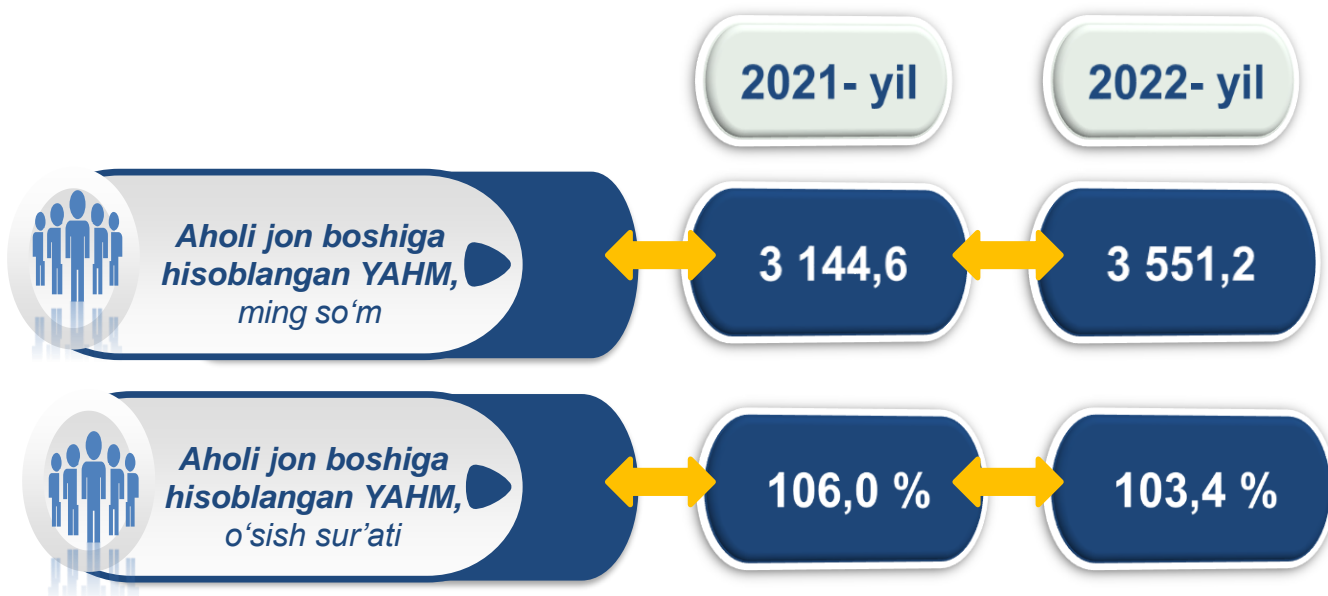 2021- yil
2022- yil
Aholi jon boshiga
hisoblangan YAHM,
ming so‘m
3 144,6
3 551,2
Aholi jon boshiga
hisoblangan YAHM,
o‘sish sur’ati
106,0 %
103,4 %